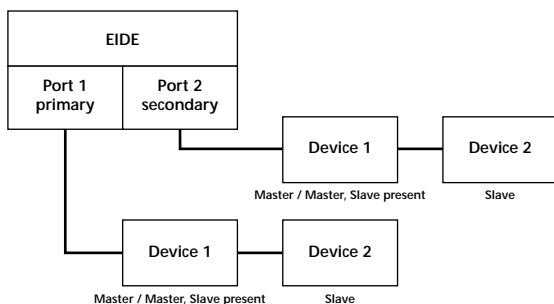 EIDE
Port 1
primary
Port 2
secondary
Device 1
Device 2
Master / Master, Slave present
Slave
Device 1
Device 2
Master / Master, Slave present
Slave